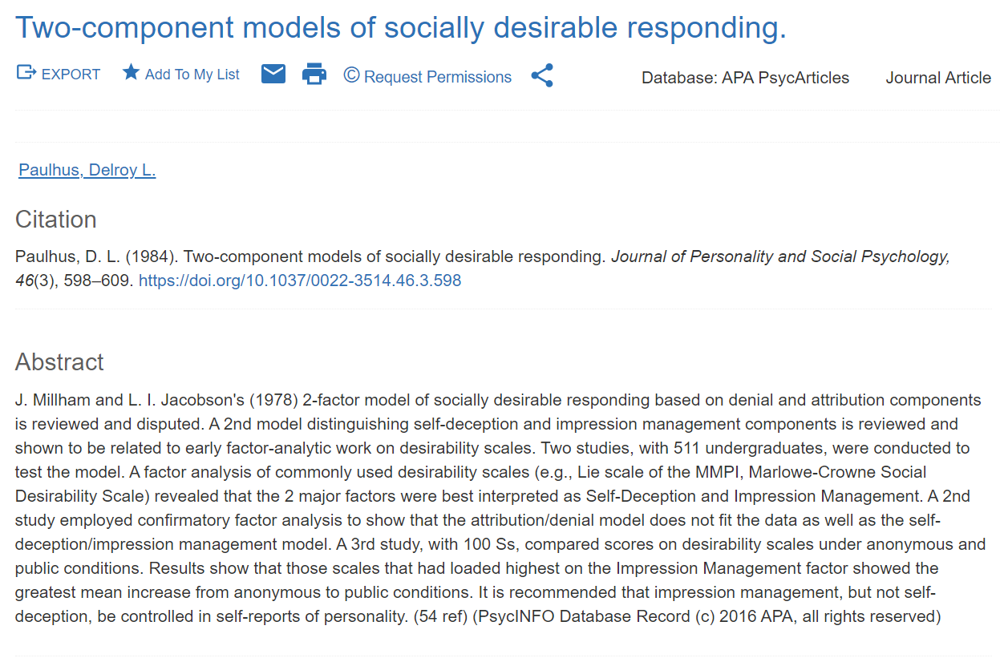 Two-component models of socially desirable responding.
EXPORT Add To My List © Request Permissions Database: APA PsycArticles Journal Article
Paulhus, Delroy L.
Citation
Paulhus, D. L. (1984). Two-component models of socially desirable responding. Journal of Personality and Social Psychology,
46(3), 598–609. https://doi.org/10.1037/0022-3514.46.3.598
Abstract
J. Millham and L. I. Jacobson's (1978) 2-factor model of socially desirable responding based on denial and attribution components
is reviewed and disputed. A 2nd model distinguishing self-deception and impression management components is reviewed and
shown to be related to early factor-analytic work on desirability scales. Two studies, with 511 undergraduates, were conducted to
test the model. A factor analysis of commonly used desirability scales (e.g., Lie scale of the MMPI, Marlowe-Crowne Social
Desirability Scale) revealed that the 2 major factors were best interpreted as Self-Deception and Impression Management. A 2nd
study employed confirmatory factor analysis to show that the attribution/denial model does not fit the data as well as the self-
deception/impression management model. A 3rd study, with 100 Ss, compared scores on desirability scales under anonymous and
public conditions. Results show that those scales that had loaded highest on the Impression Management factor showed the
greatest mean increase from anonymous to public conditions. It is recommended that impression management, but not self-
deception, be controlled in self-reports of personality. (54 ref) (PsycINFO Database Record (c) 2016 APA, all rights reserved)